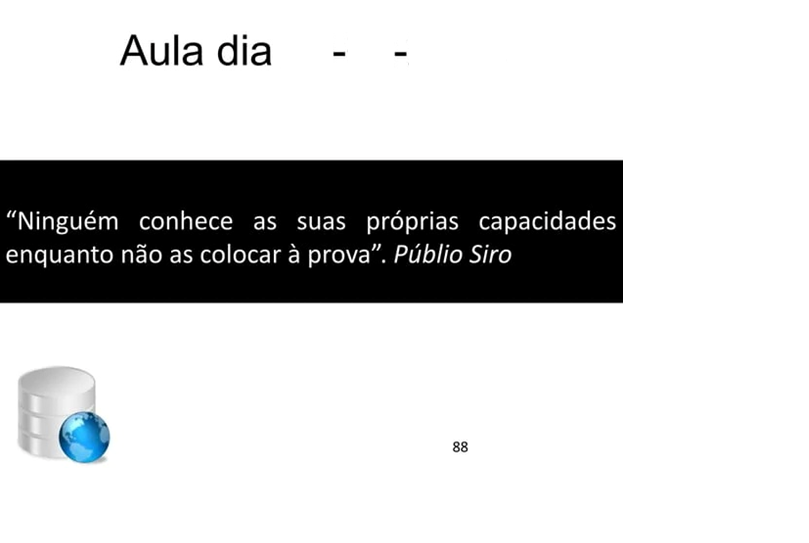 Aula dia - -
“Ninguém conhece as suas próprias capacidades
enquanto não as colocar à prova”. Públio Siro
88